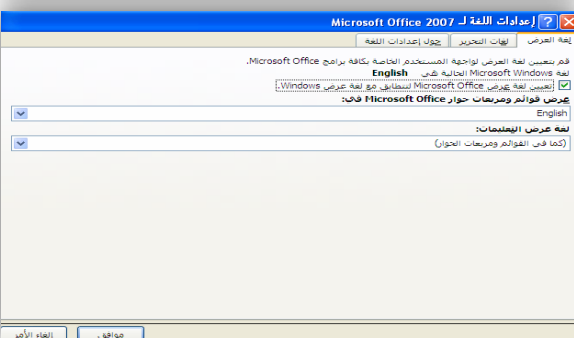 إعدادات اللغة لـ Microsoft Office 2007
لغة العرض
لغات التحرير
حول إعدادات اللغة
قم بتعيين لغة العرض لواجهة المستخدم الخاصة بكافة برامج Microsoft Office.
لغة Microsoft Windows الحالية هي English
تعيين لغة عرض Microsoft Office لتتطابق مع لغة عرض Windows.
عرض قوائم ومربعات حوار Microsoft Office في:
English
لغة عرض التعليمات:
(كما في القوائم ومربعات الحوار)
موافق
إلغاء الأمر